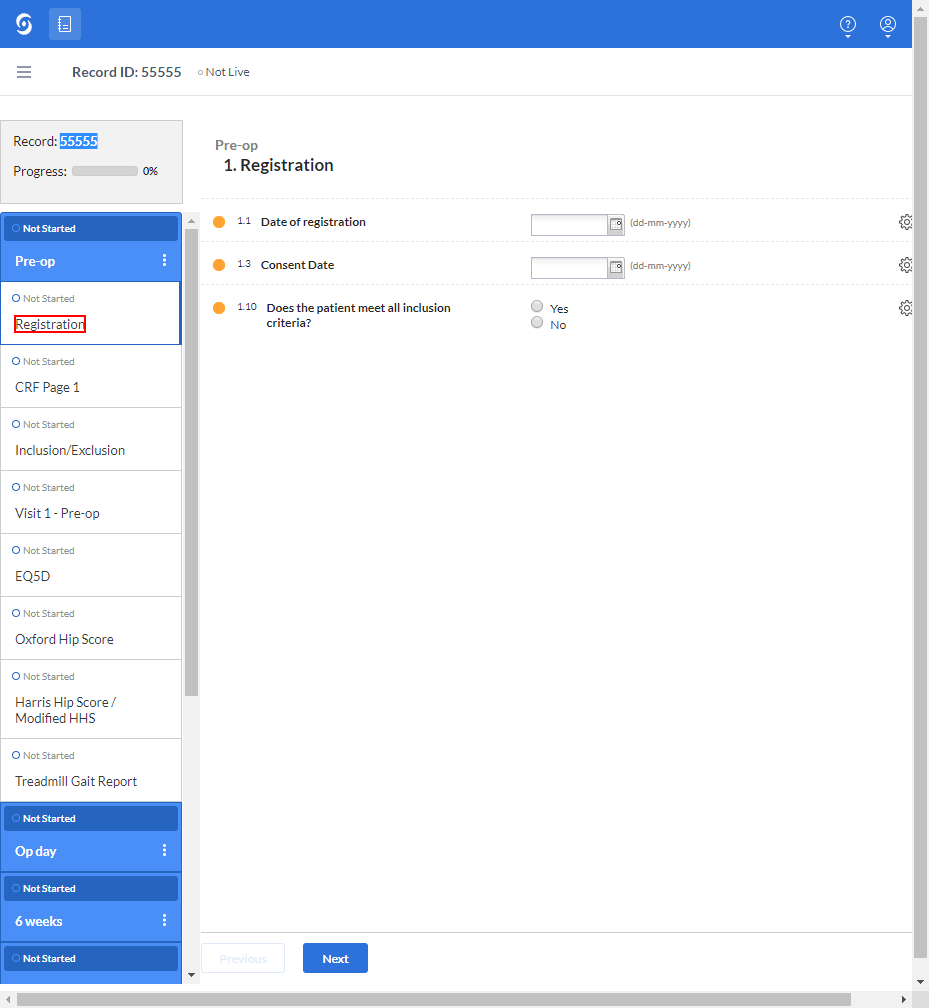 Record ID: 55555
Not Live
Record: 55555
Progress: 0%
Not Started
Pre-op
Not Started
Registration
Not Started
CRF Page 1
Not Started
Inclusion/Exclusion
Not Started
Visit 1 - Pre-op
Not Started
EQ5D
Not Started
Oxford Hip Score
Not Started
Harris Hip Score /
Modified HHS
Not Started
Treadmill Gait Report
Not Started
Op day
Not Started
6 weeks
Not Started
Pre-op
1. Registration
1.1 Date of registration (dd-mm-yyyy)
1.3 Consent Date (dd-mm-yyyy)
1.10 Does the patient meet all inclusion
criteria?
Yes
No
Previous
Next